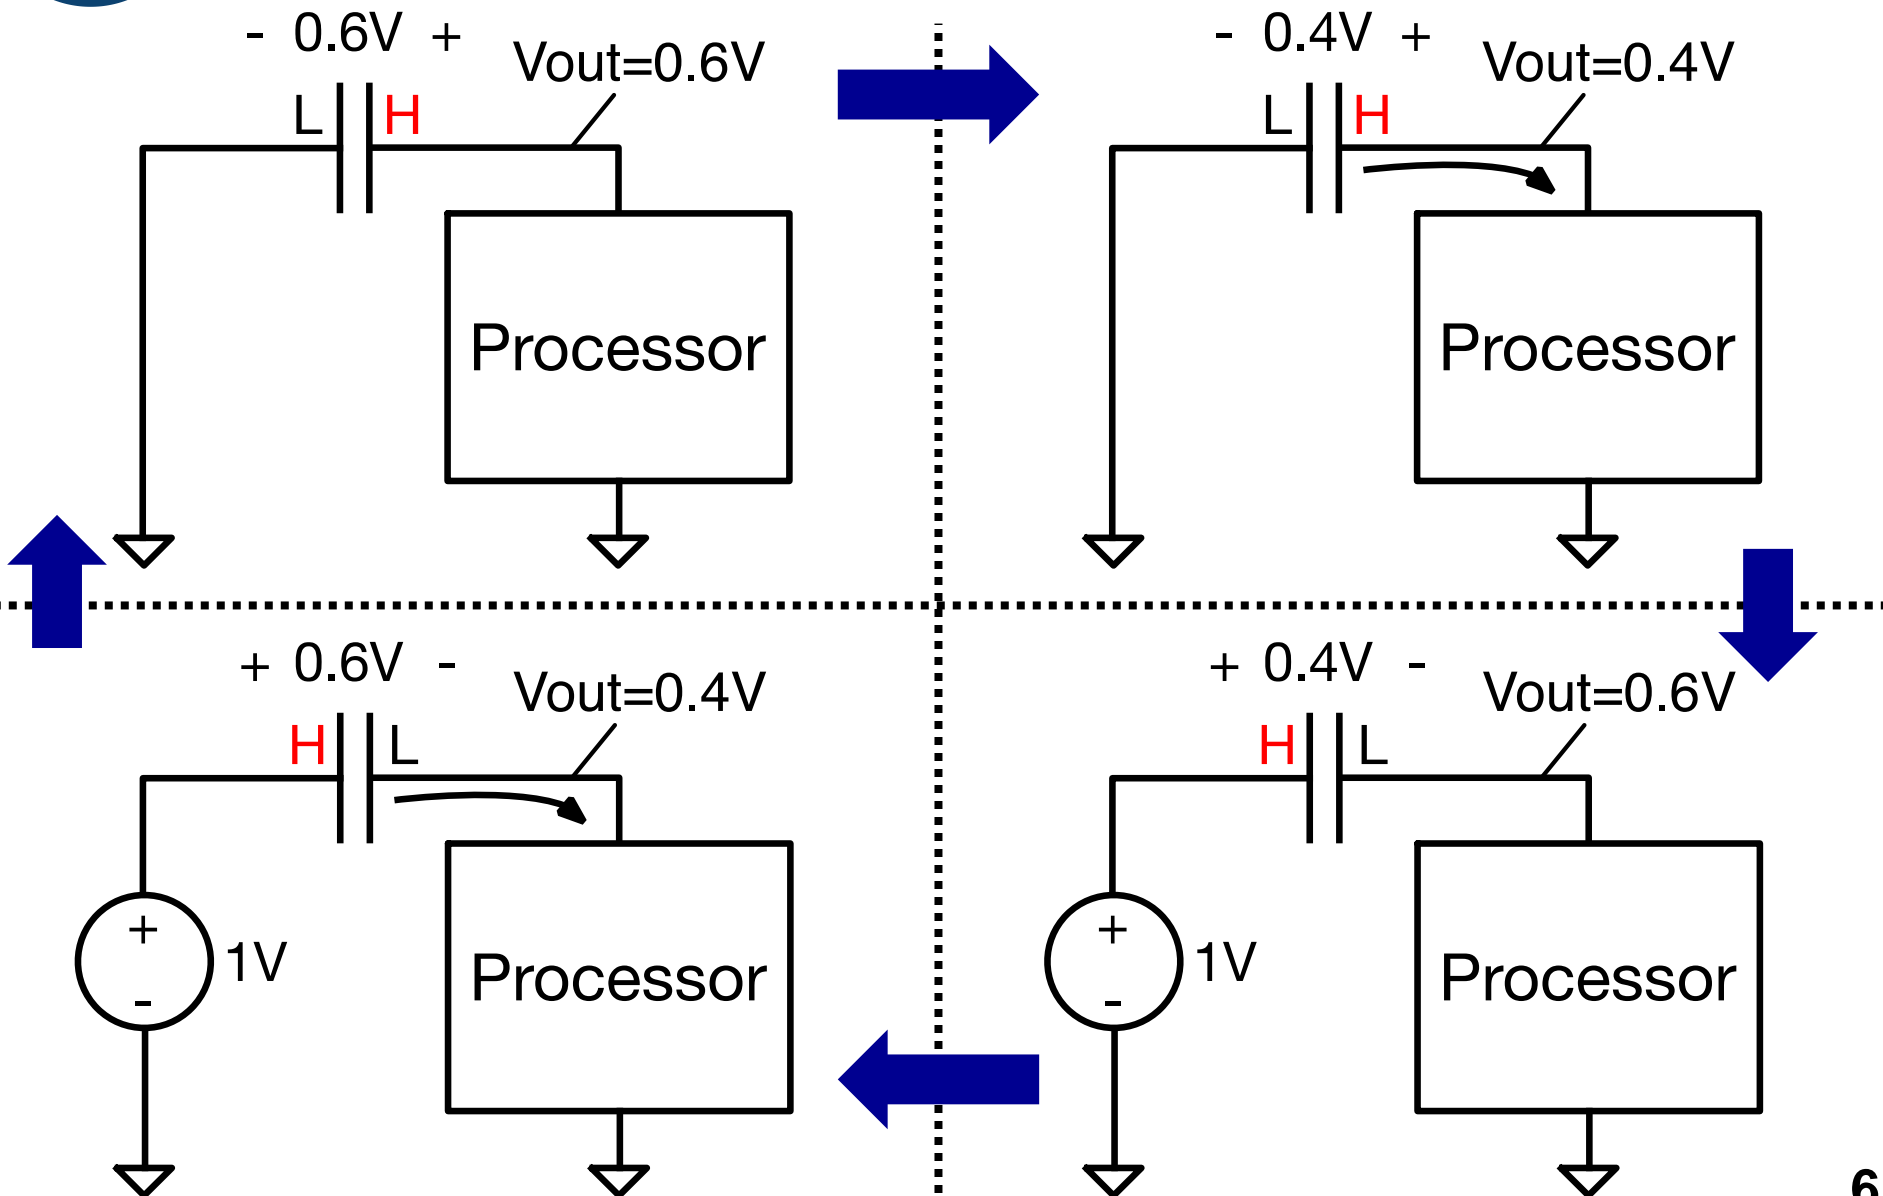 - 0.6V +
Vout=0.6V
L H
Processor
- 0.4V +
Vout=0.4V
L H
Processor
+ 0.6V -
Vout=0.4V
H L
+
-
1V
Processor
+ 0.4V -
Vout=0.6V
H L
+
-
1V
Processor
6